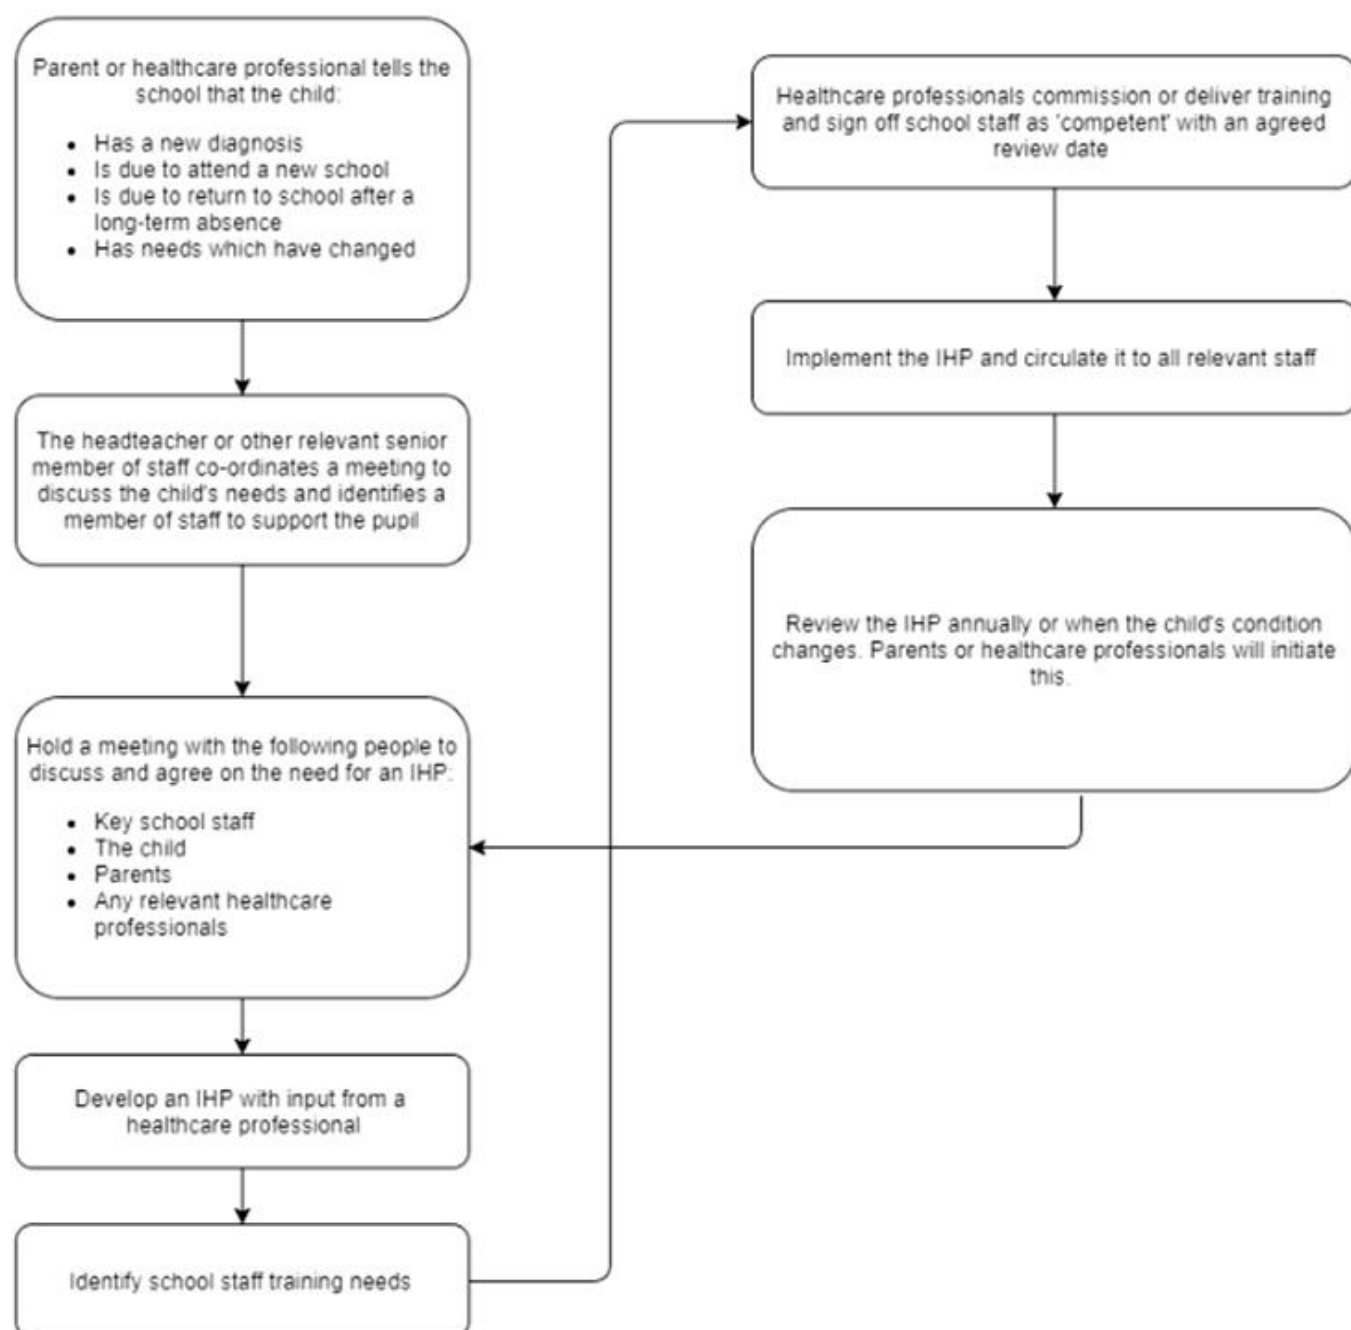 Parent or healthcare professional tells the
school that the child:
• Has a new diagnosis
• Is due to attend a new school
• Is due to return to school after a
long-term absence
• Has needs which have changed
The headteacher or other relevant senior
member of staff co-ordinates a meeting to
discuss the child's needs and identifies a
member of staff to support the pupil
Hold a meeting with the following people to
discuss and agree on the need for an IHP:
• Key school staff
• The child
• Parents
• Any relevant healthcare
professionals
Develop an IHP with input from a
healthcare professional
Identify school staff training needs
Healthcare professionals commission or deliver training
and sign off school staff as 'competent' with an agreed
review date
Implement the IHP and circulate it to all relevant staff
Review the IHP annually or when the child's condition
changes. Parents or healthcare professionals will initiate
this.